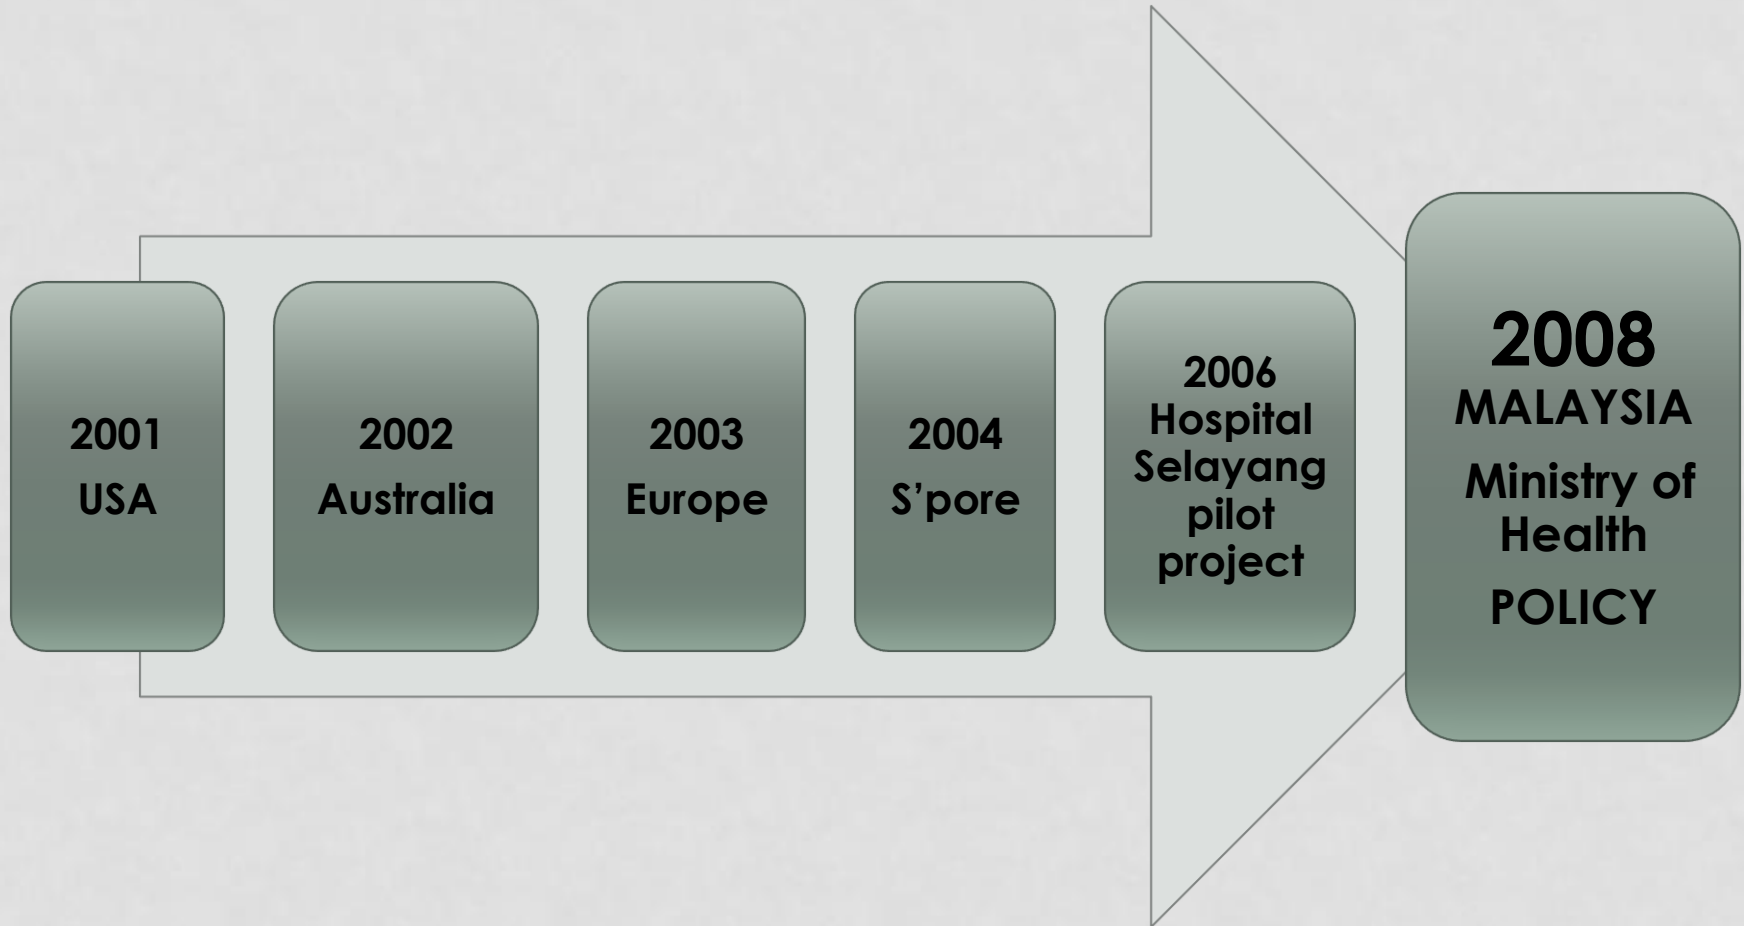 2001
USA
2002
Australia
2003
Europe
2004
S’pore
2006
Hospital
Selayang
pilot
project
2008
MALAYSIA
Ministry of
Health
POLICY